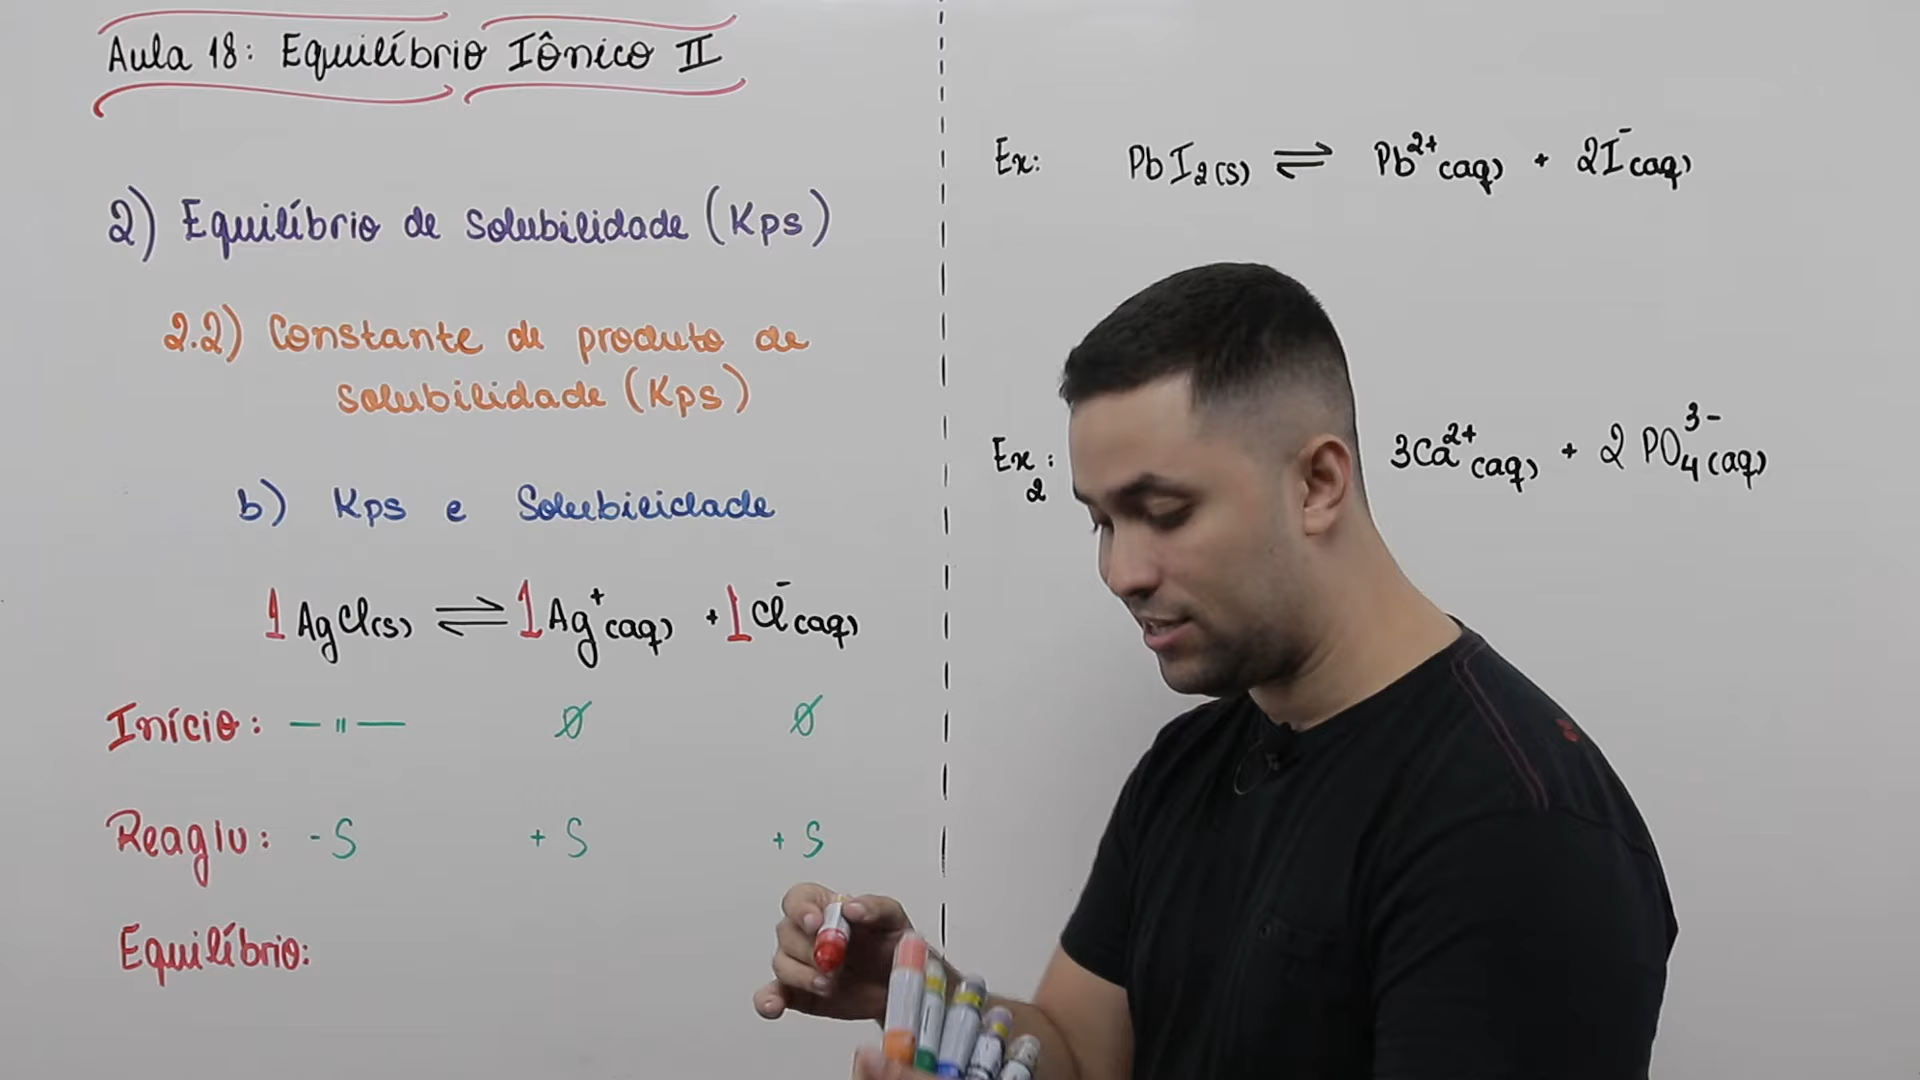 Aula 18: Equilíbrio Iônico II
2) Equilíbrio de solubilidade (Kps)
2.2) Constante de produto de
solubilidade (Kps)
b) Kps e Solubilidade
1 AgCl(s) ⇌ 1 Ag⁺(aq) + 1 Cl⁻(aq)
Início: — " — Ø Ø
Reagiu: - S + S + S
Equilíbrio:
Ex: PbI₂(s) ⇌ Pb²⁺(aq) + 2I⁻(aq)
Ex 2: 3Ca²⁺(aq) + 2 PO₄³⁻(aq)